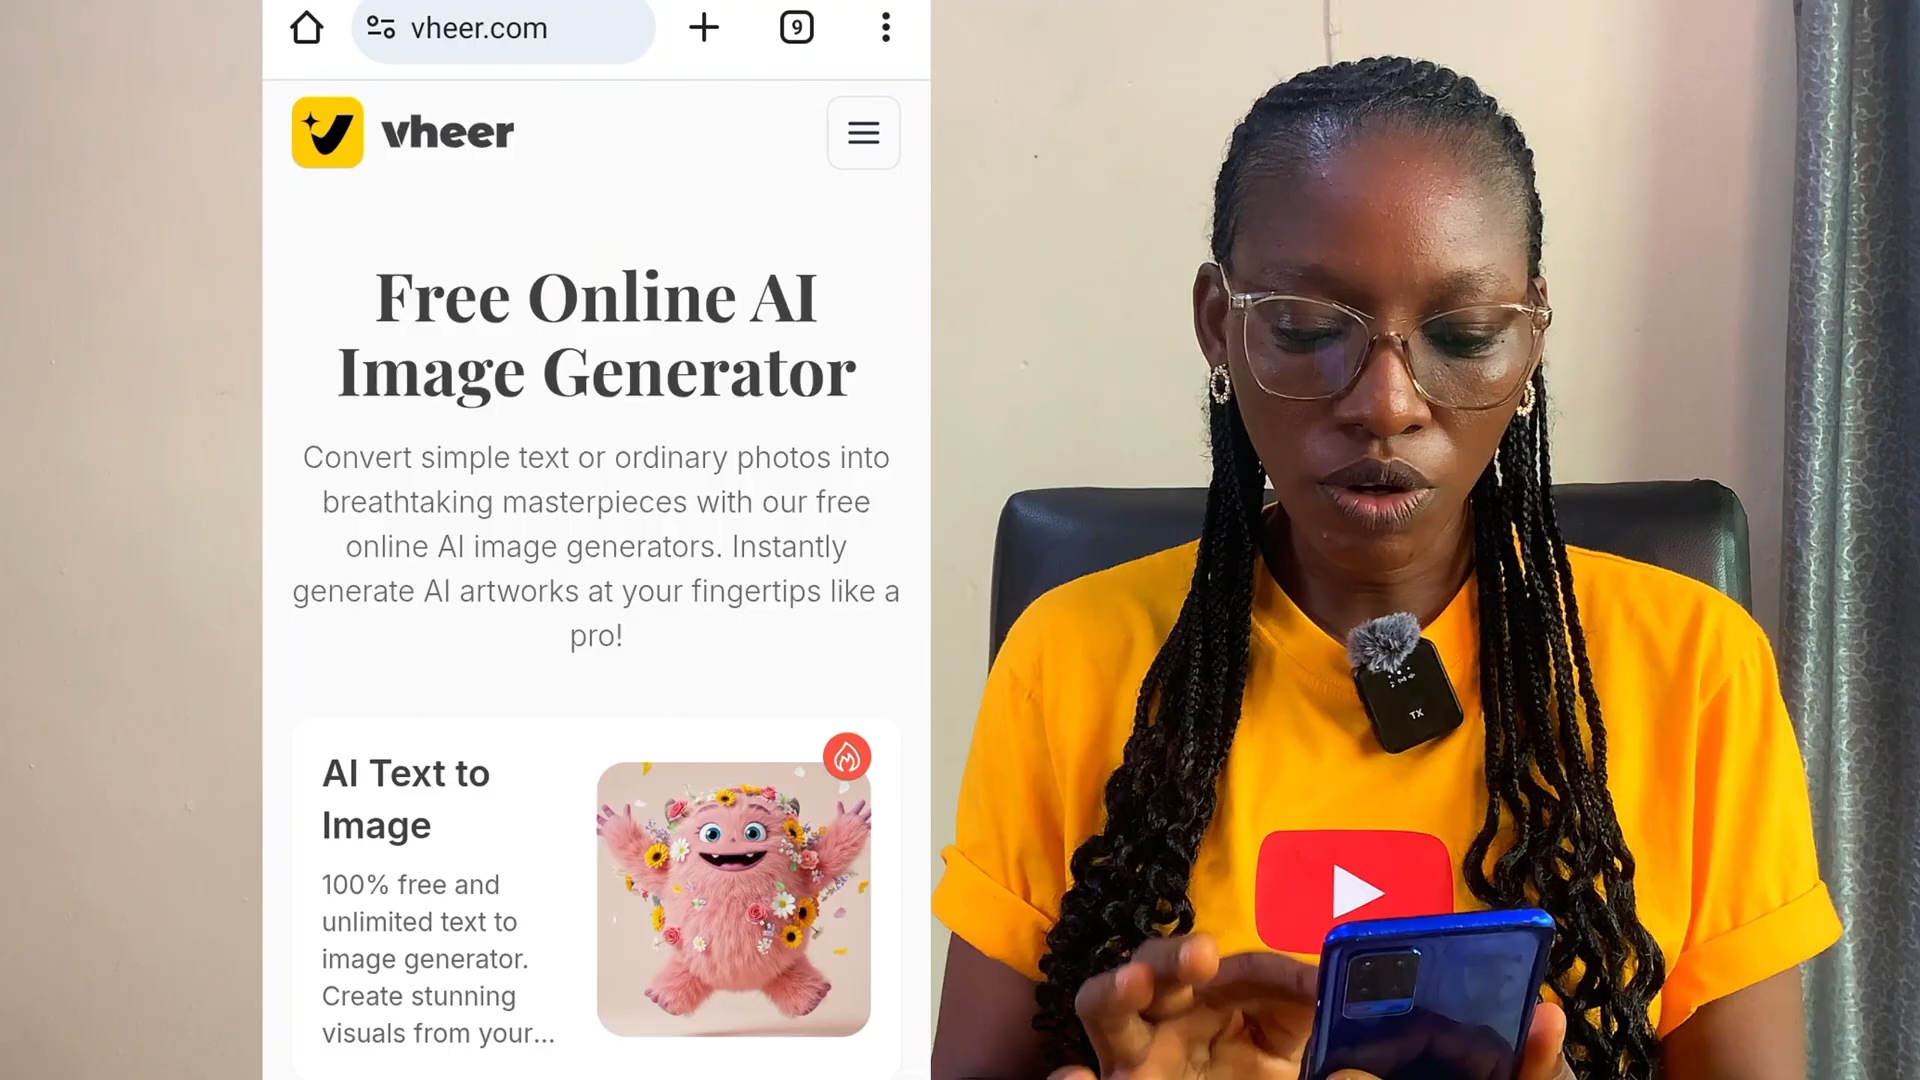 vheer.com
9
vheer
Free Online AI
Image Generator
Convert simple text or ordinary photos into
breathtaking masterpieces with our free
online AI image generators. Instantly
generate AI artworks at your fingertips like a
pro!
AI Text to
Image
100% free and
unlimited text to
image generator.
Create stunning
visuals from your...
TX